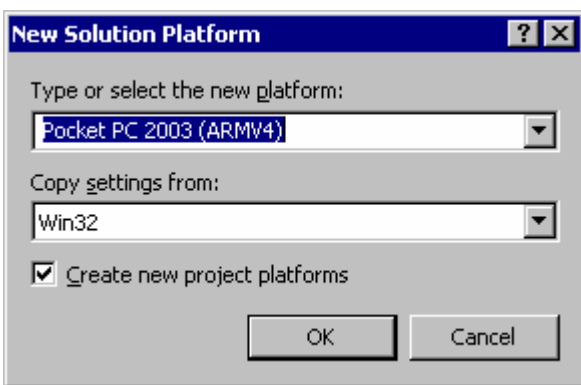 New Solution Platform
Type or select the new platform:
Pocket PC 2003 (ARMV4)
Copy settings from:
Win32
Create new project platforms
OK Cancel